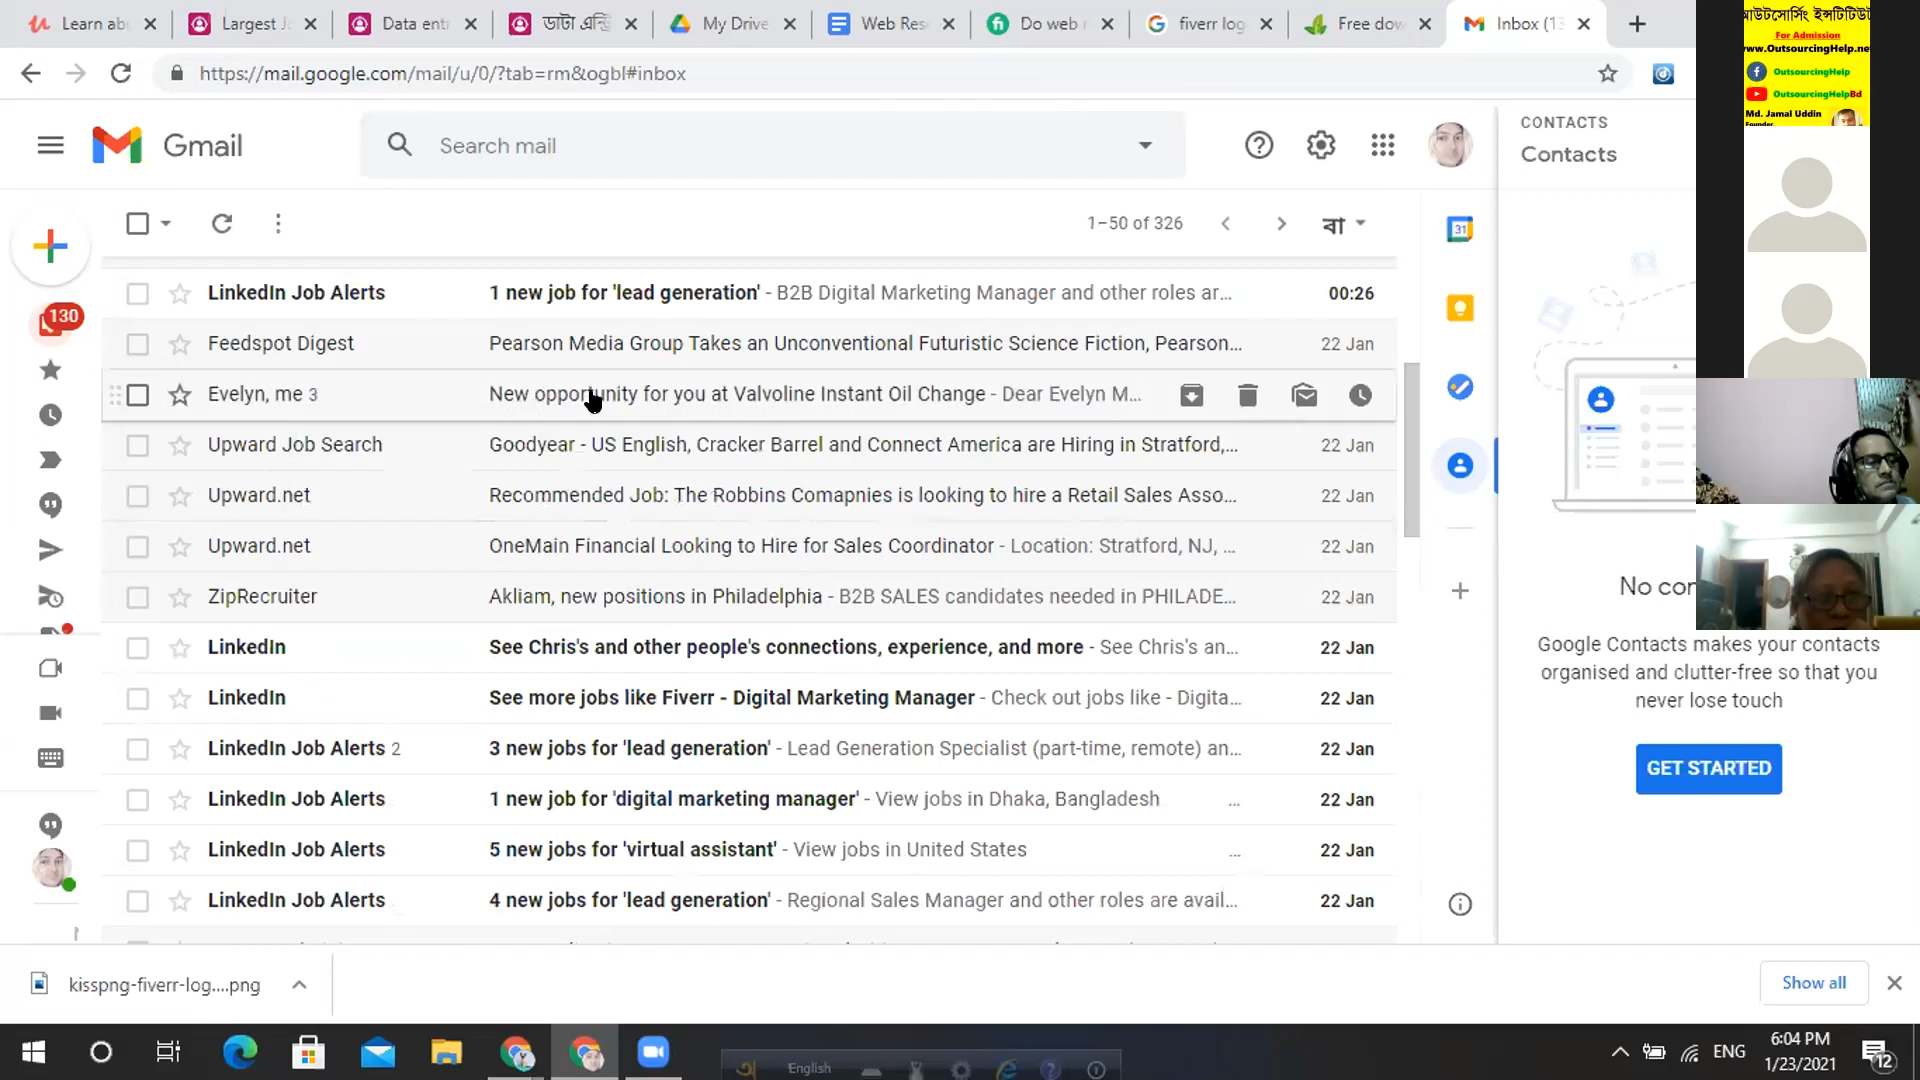 Learn ab
Largest J
Data entr
ডাটা এন্ট্রি
My Drive
Web Res
Do web r
fiverr log
Free dow
Inbox (13
https://mail.google.com/mail/u/0/?tab=rm&ogbl#inbox
Gmail
Search mail
1–50 of 326
বা
130
LinkedIn Job Alerts 1 new job for 'lead generation' - B2B Digital Marketing Manager and other roles ar... 00:26
Feedspot Digest Pearson Media Group Takes an Unconventional Futuristic Science Fiction, Pearson... 22 Jan
Evelyn, me 3 New opportunity for you at Valvoline Instant Oil Change - Dear Evelyn M...
Upward Job Search Goodyear - US English, Cracker Barrel and Connect America are Hiring in Stratford,... 22 Jan
Upward.net Recommended Job: The Robbins Comapnies is looking to hire a Retail Sales Asso... 22 Jan
Upward.net OneMain Financial Looking to Hire for Sales Coordinator - Location: Stratford, NJ, ... 22 Jan
ZipRecruiter Akliam, new positions in Philadelphia - B2B SALES candidates needed in PHILADE... 22 Jan
LinkedIn See Chris's and other people's connections, experience, and more - See Chris's an... 22 Jan
LinkedIn See more jobs like Fiverr - Digital Marketing Manager - Check out jobs like - Digita... 22 Jan
LinkedIn Job Alerts 2 3 new jobs for 'lead generation' - Lead Generation Specialist (part-time, remote) an... 22 Jan
LinkedIn Job Alerts 1 new job for 'digital marketing manager' - View jobs in Dhaka, Bangladesh ... 22 Jan
LinkedIn Job Alerts 5 new jobs for 'virtual assistant' - View jobs in United States ... 22 Jan
LinkedIn Job Alerts 4 new jobs for 'lead generation' - Regional Sales Manager and other roles are avail... 22 Jan
31
CONTACTS
Contacts
No con
Google Contacts makes your contacts
organised and clutter-free so that you
never lose touch
GET STARTED
আউটসোর্সিং ইন্সটিটিউট
For Admission
www.OutsourcingHelp.ne
OutsourcingHelp
OutsourcingHelpBd
Md. Jamal Uddin
Founder,
kisspng-fiverr-log....png
Show all
English
ENG
6:04 PM
1/23/2021
12